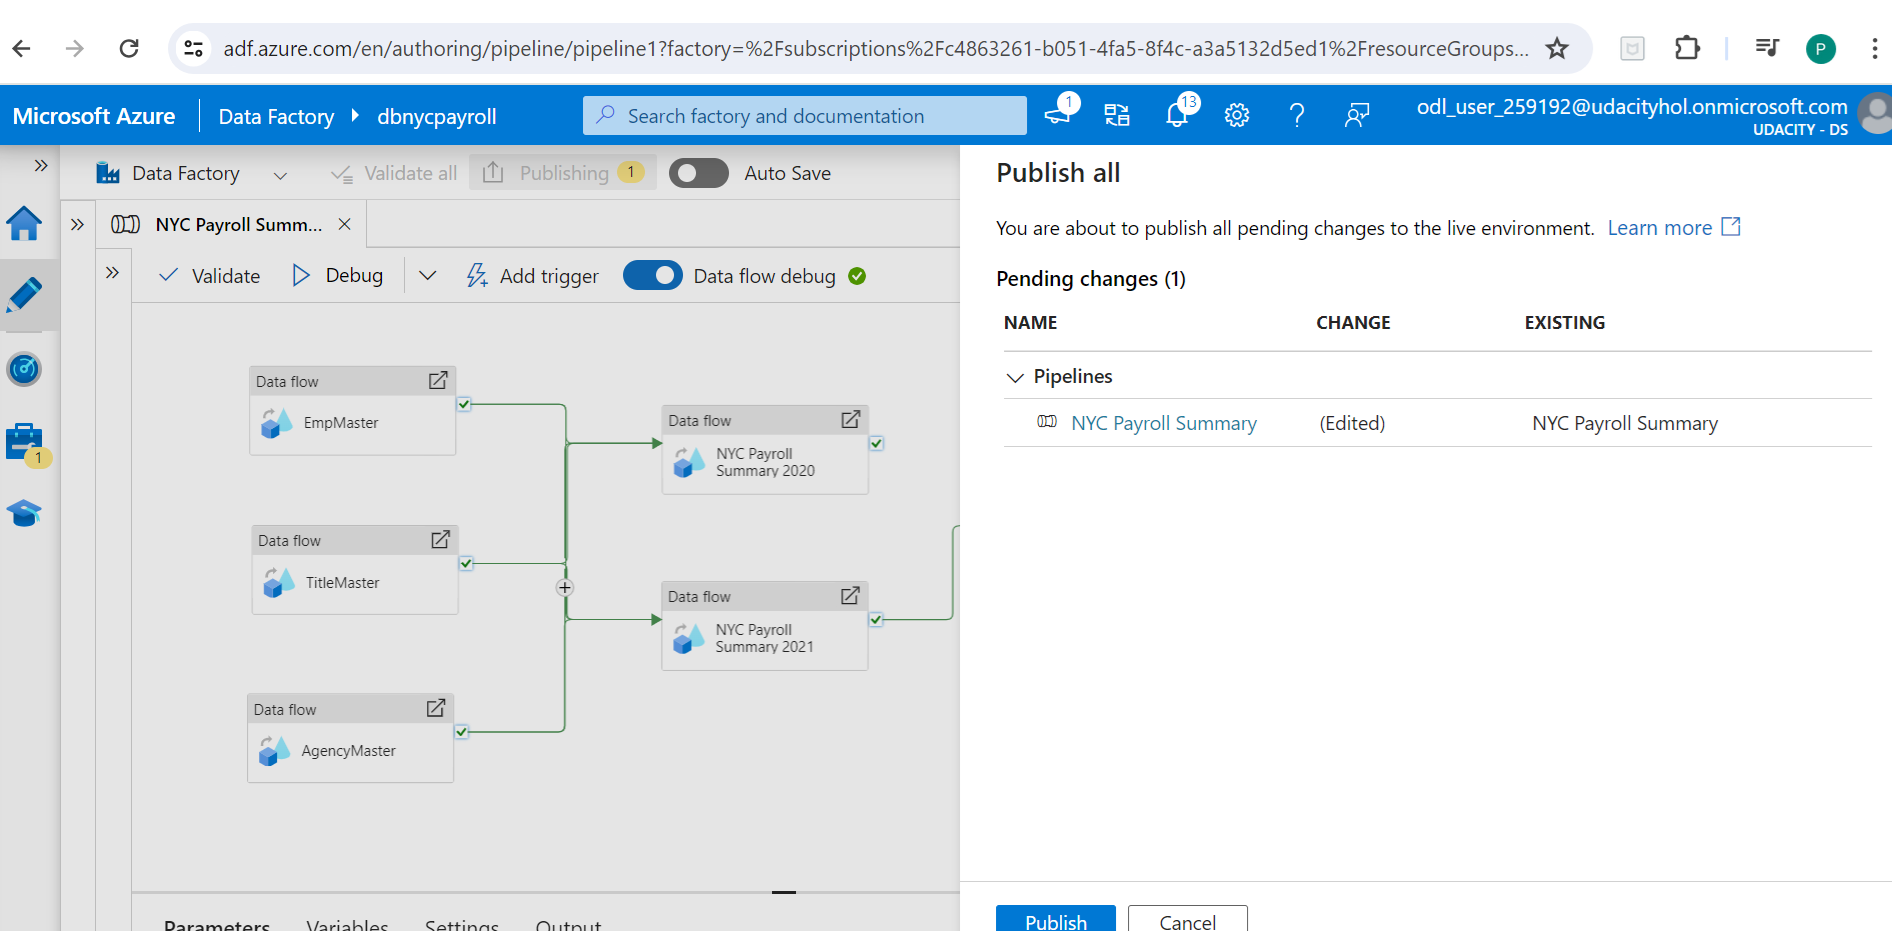 adf.azure.com/en/authoring/pipeline/pipeline1?factory=%2Fsubscriptions%2Fc4863261-b051-4fa5-8f4c-a3a5132d5ed1%2FresourceGroups...
P
Microsoft Azure
Data Factory
dbnycpayroll
Search factory and documentation
1
13
odl_user_259192@udacityhol.onmicrosoft.com
UDACITY - DS
Data Factory
Validate all
Publishing
1
Auto Save
NYC Payroll Summ...
Validate
Debug
Add trigger
Data flow debug
Data flow
EmpMaster
Data flow
NYC Payroll
Summary 2020
Data flow
TitleMaster
Data flow
NYC Payroll
Summary 2021
Data flow
AgencyMaster
1
Parameters
Variables
Settings
Output
Publish all
You are about to publish all pending changes to the live environment. Learn more
Pending changes (1)
NAME CHANGE EXISTING
Pipelines
NYC Payroll Summary (Edited) NYC Payroll Summary
Publish
Cancel